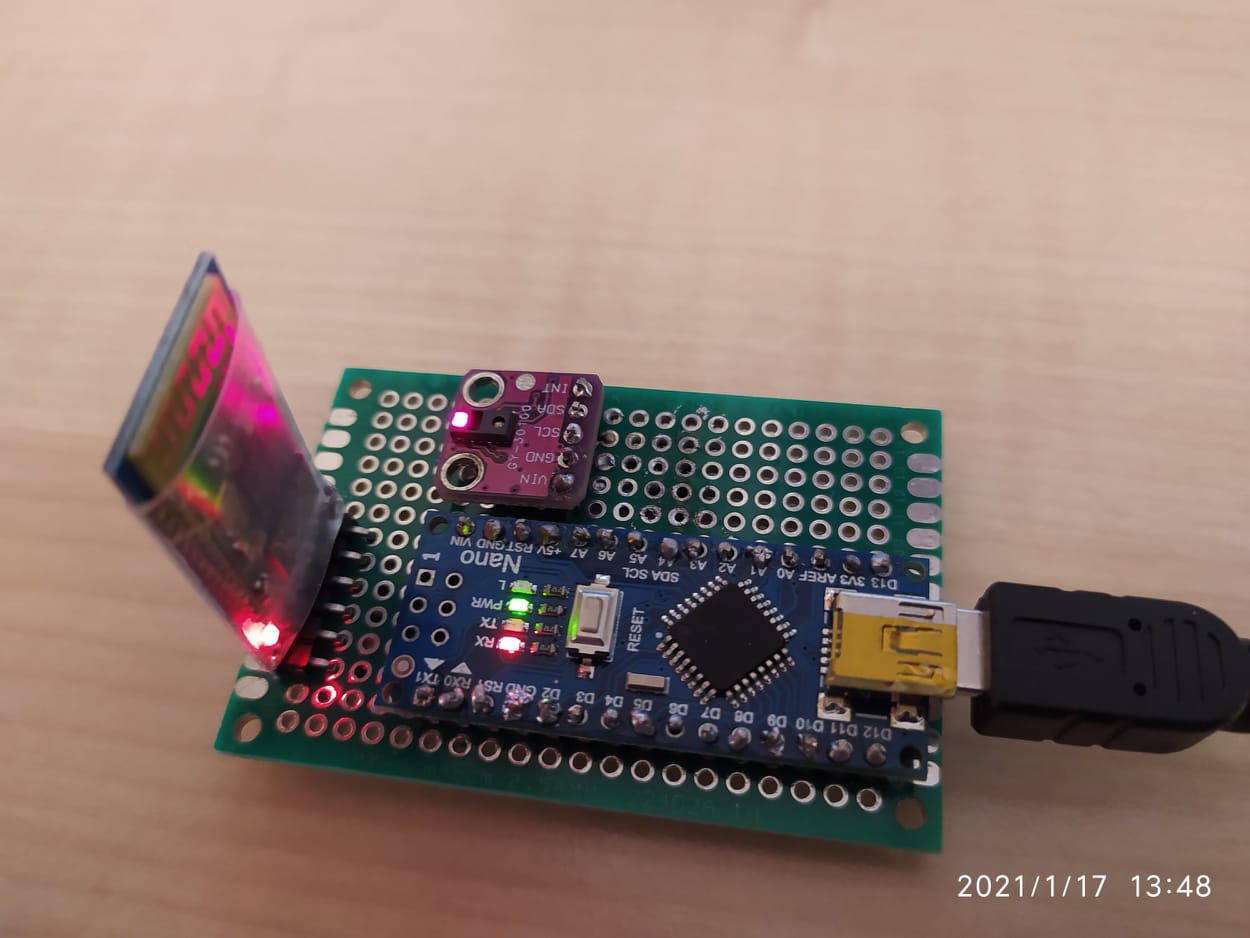 INT
SDA
SCL
GND
VIN
VIN GND RST +5V A7 A6 A5 A4 A3 A2 A1 A0 AREF 3V3 D13
SDA SCL
Nano
1
L
PWR
TX
RX
RESET
TX1 RX0 RST GND D2 D3 D4 D5 D6 D7 D8 D9 D10 D11 D12
2021/1/17 13:48